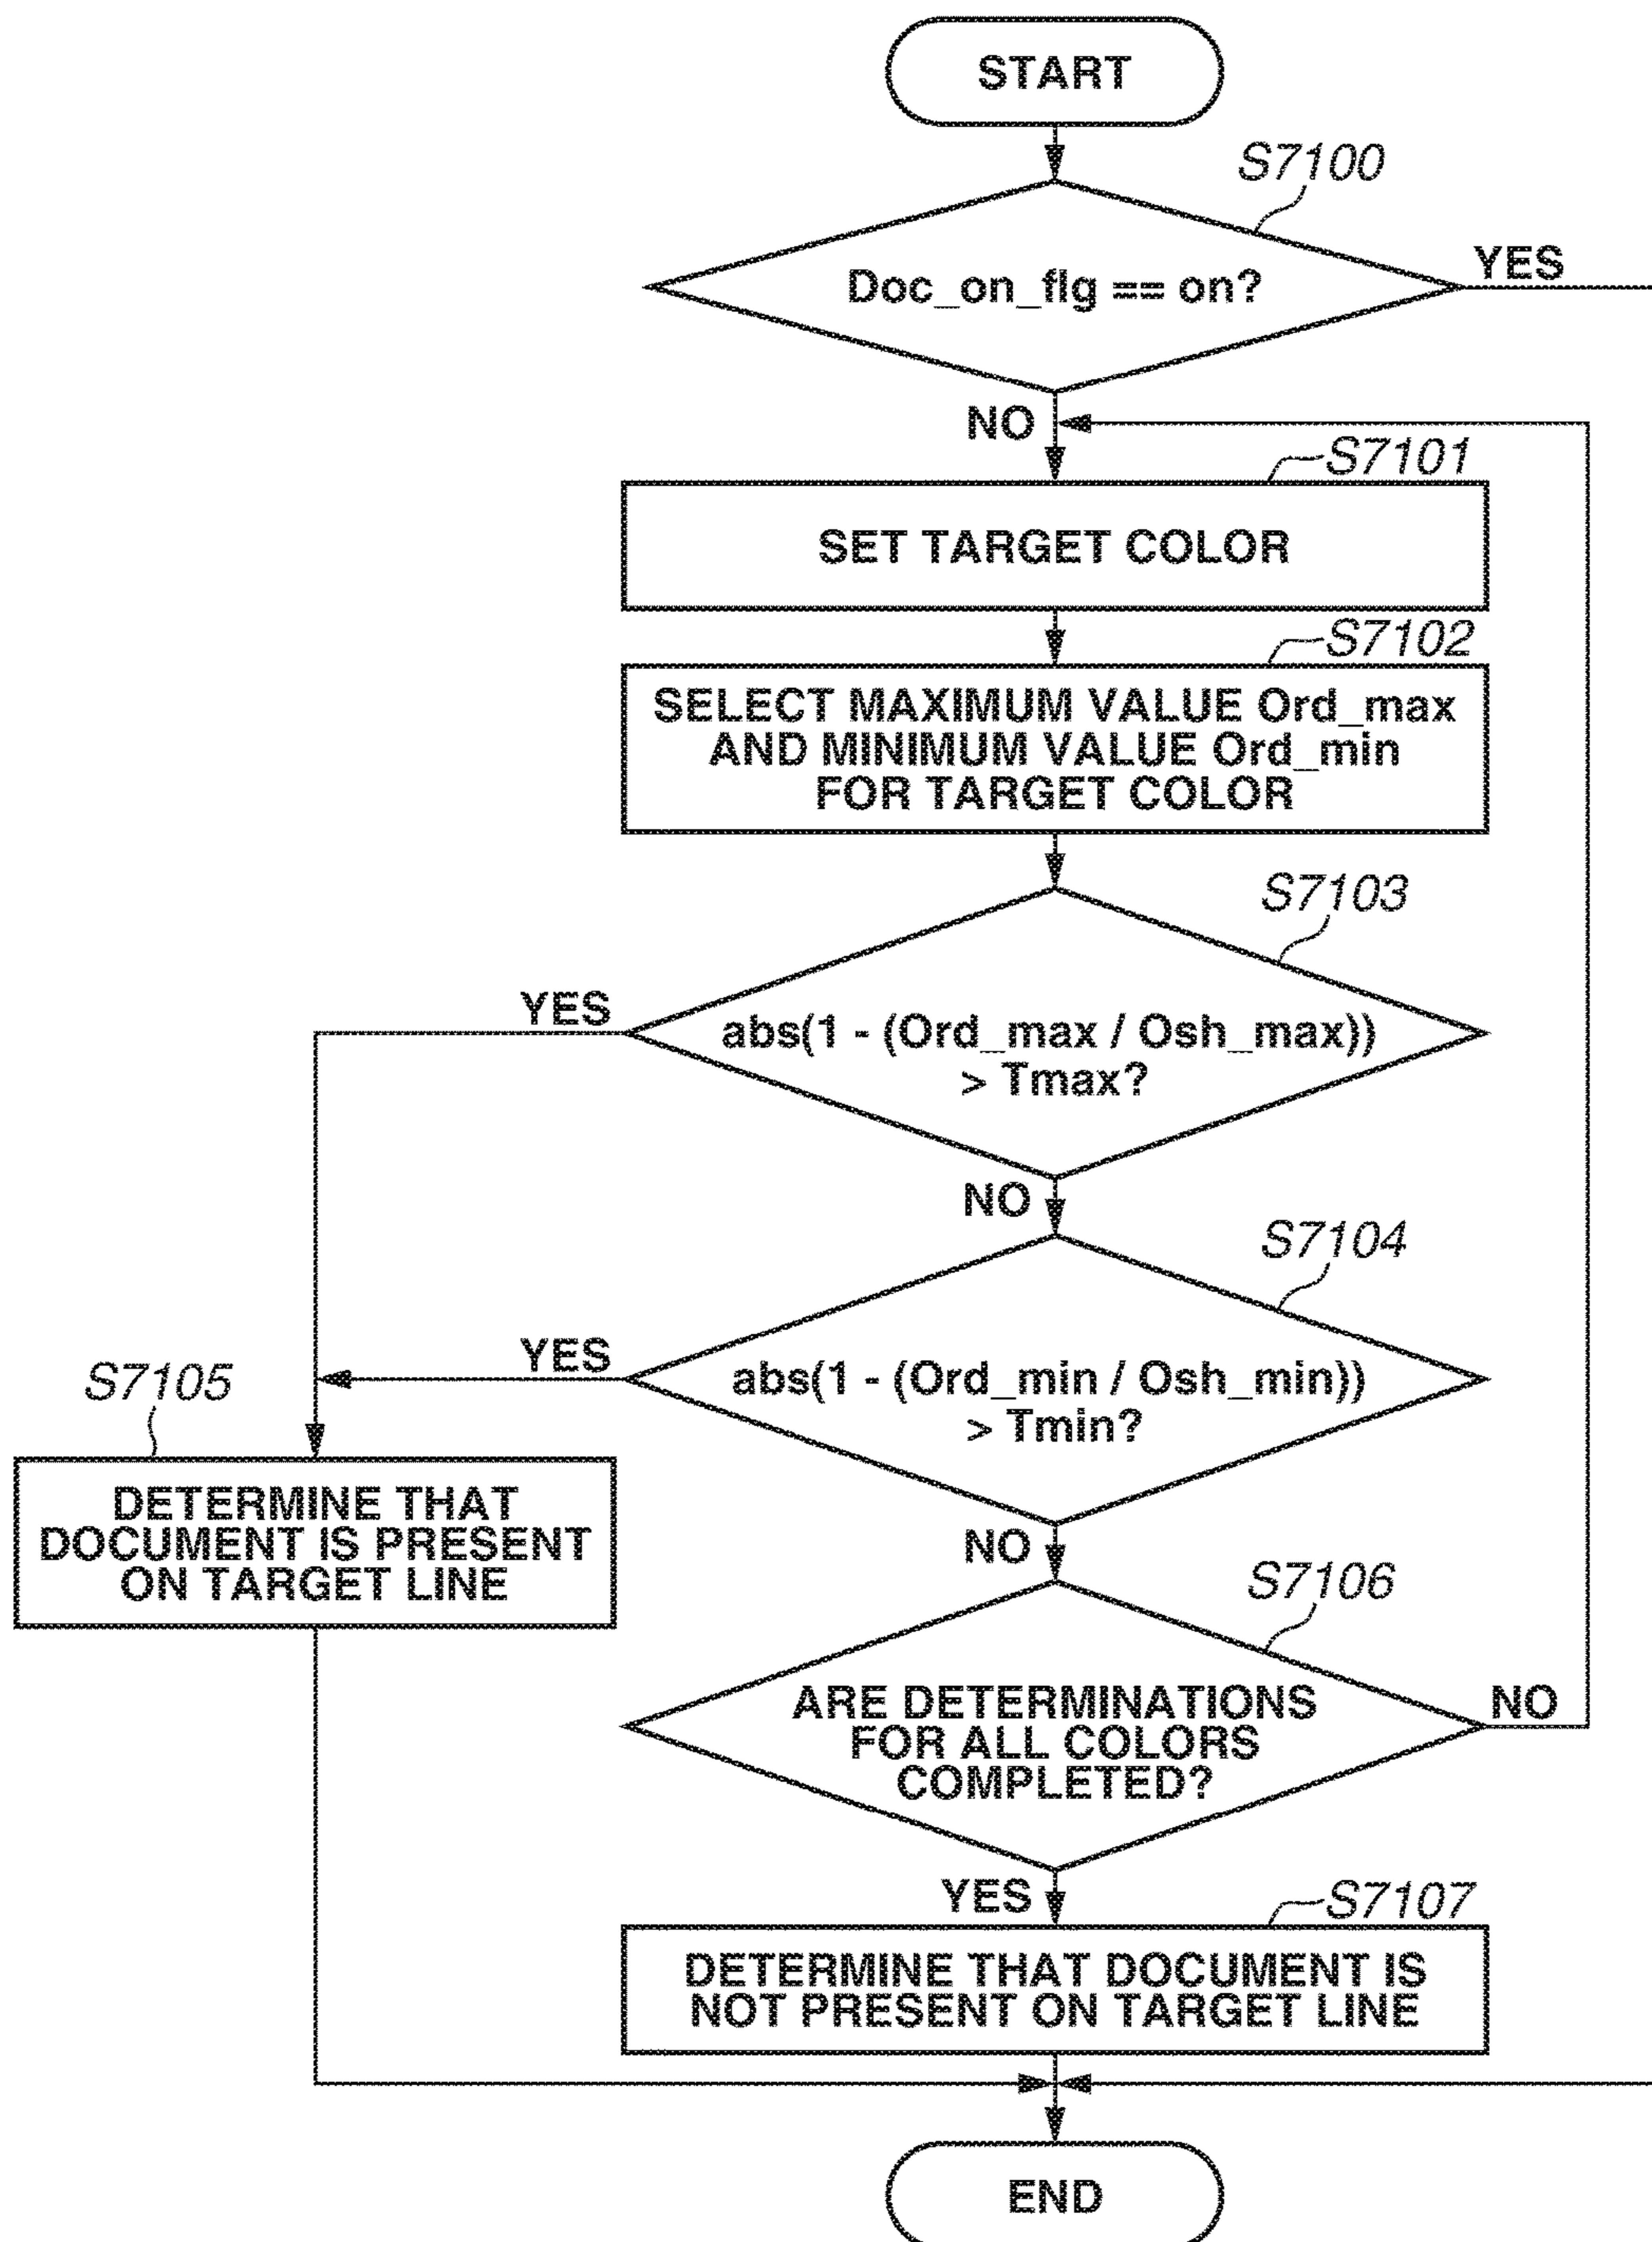 START
S7100
Doc_on_flg == on?
YES
NO
S7101
SET TARGET COLOR
S7102
SELECT MAXIMUM VALUE Ord_max
AND MINIMUM VALUE Ord_min
FOR TARGET COLOR
S7103
YES
abs(1 - (Ord_max / Osh_max))
> Tmax?
NO
S7104
YES
abs(1 - (Ord_min / Osh_min))
> Tmin?
S7105
DETERMINE THAT
DOCUMENT IS PRESENT
ON TARGET LINE
NO
S7106
ARE DETERMINATIONS
FOR ALL COLORS
COMPLETED?
NO
YES
S7107
DETERMINE THAT DOCUMENT IS
NOT PRESENT ON TARGET LINE
END